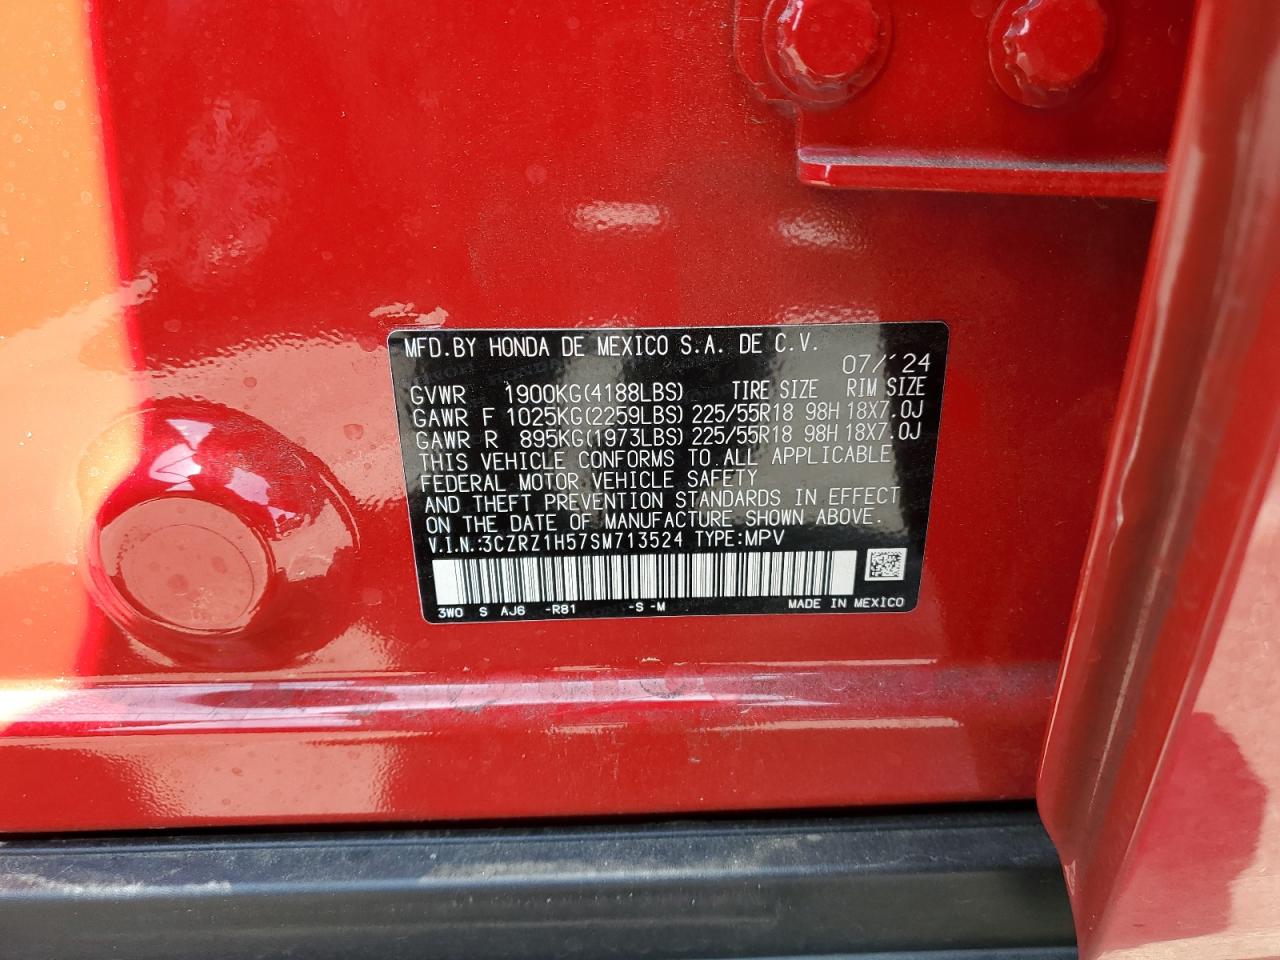 MFD.BY HONDA DE MEXICO S.A. DE C.V.
07/´24
GVWR 1900KG(4188LBS) TIRE SIZE RIM SIZE
GAWR F 1025KG(2259LBS) 225/55R18 98H 18X7.0J
GAWR R 895KG(1973LBS) 225/55R18 98H 18X7.0J
THIS VEHICLE CONFORMS TO ALL APPLICABLE
FEDERAL MOTOR VEHICLE SAFETY
AND THEFT PREVENTION STANDARDS IN EFFECT
ON THE DATE OF MANUFACTURE SHOWN ABOVE.
V.I.N.:3CZRZ1H57SM713524 TYPE:MPV
3W0 S AJ6 -R81 -S -M MADE IN MEXICO